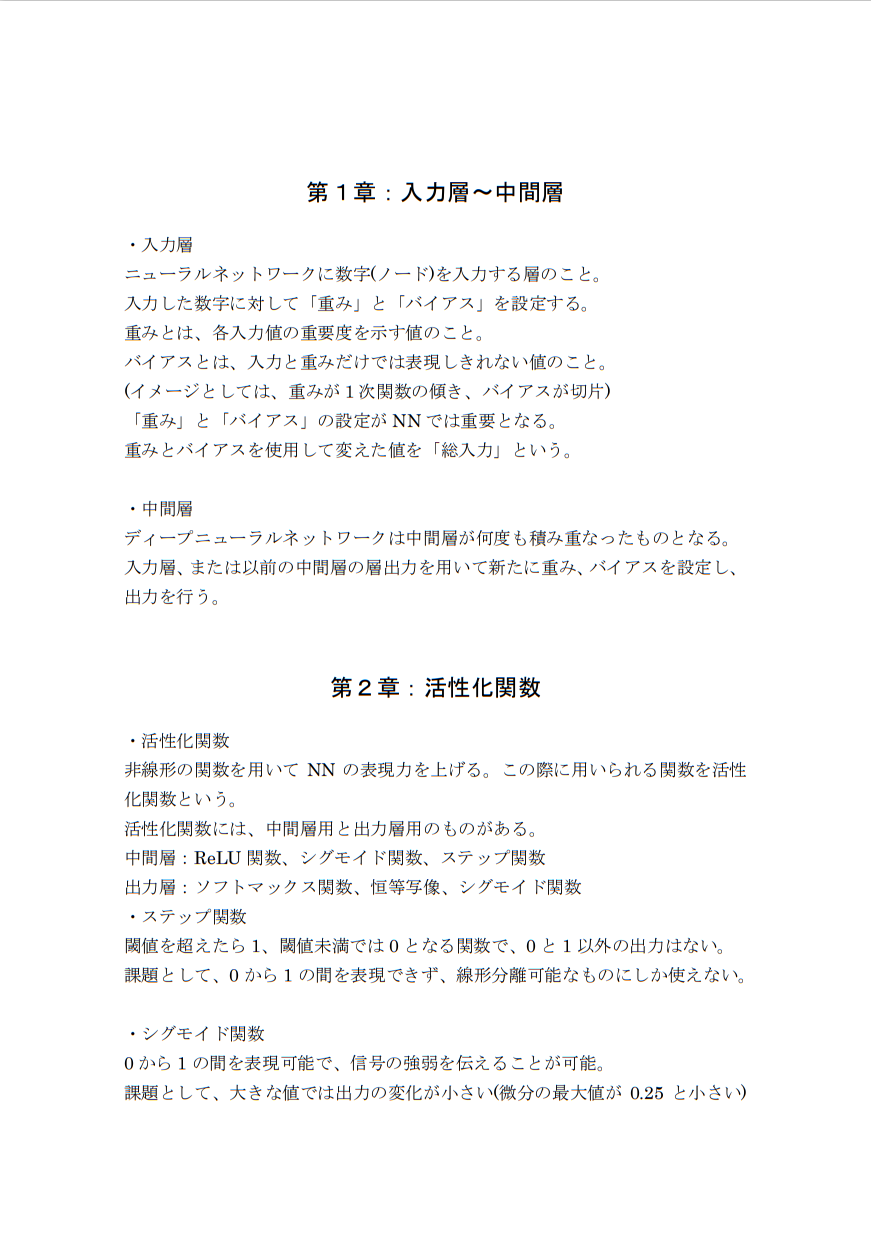 第１章：入力層～中間層
・入力層
ニューラルネットワークに数字(ノード)を入力する層のこと。
入力した数字に対して「重み」と「バイアス」を設定する。
重みとは、各入力値の重要度を示す値のこと。
バイアスとは、入力と重みだけでは表現しきれない値のこと。
(イメージとしては、重みが 1 次関数の傾き、バイアスが切片)
「重み」と「バイアス」の設定が NN では重要となる。
重みとバイアスを使用して変えた値を「総入力」という。
・中間層
ディープニューラルネットワークは中間層が何度も積み重なったものとなる。
入力層、または以前の中間層の層出力を用いて新たに重み、バイアスを設定し、
出力を行う。
第２章：活性化関数
・活性化関数
非線形の関数を用いて NN の表現力を上げる。この際に用いられる関数を活性
化関数という。
活性化関数には、中間層用と出力層用のものがある。
中間層：ReLU 関数、シグモイド関数、ステップ関数
出力層：ソフトマックス関数、恒等写像、シグモイド関数
・ステップ関数
閾値を超えたら 1、閾値未満では 0 となる関数で、0 と 1 以外の出力はない。
課題として、0 から 1 の間を表現できず、線形分離可能なものにしか使えない。
・シグモイド関数
0 から 1 の間を表現可能で、信号の強弱を伝えることが可能。
課題として、大きな値では出力の変化が小さい(微分の最大値が 0.25 と小さい)